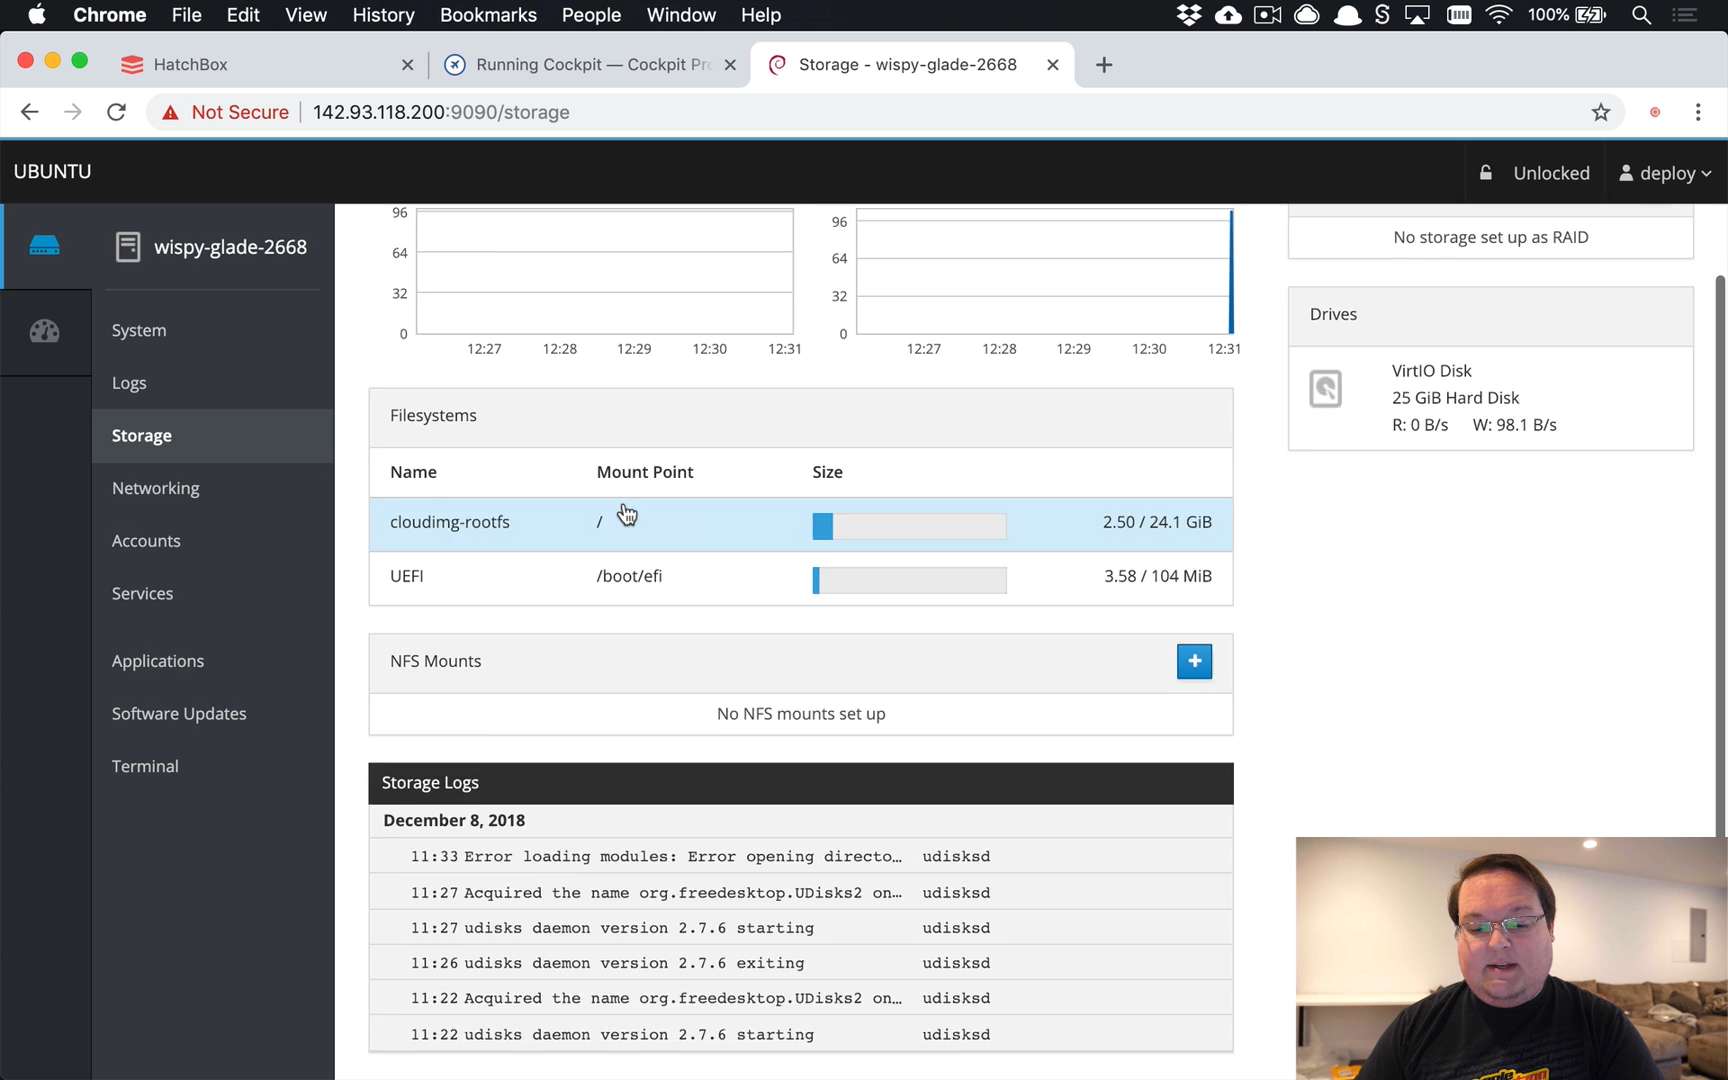 Chrome File Edit View History Bookmarks People Window Help 100%
HatchBox
Running Cockpit — Cockpit Pr
Storage - wispy-glade-2668
Not Secure 142.93.118.200:9090/storage
UBUNTU Unlocked deploy
wispy-glade-2668
System
Logs
Storage
Networking
Accounts
Services
Applications
Software Updates
Terminal
96
64
32
0
12:27 12:28 12:29 12:30 12:31
96
64
32
0
12:27 12:28 12:29 12:30 12:31
Filesystems
Name Mount Point Size
cloudimg-rootfs / 2.50 / 24.1 GiB
UEFI /boot/efi 3.58 / 104 MiB
NFS Mounts
No NFS mounts set up
Storage Logs
December 8, 2018
11:33 Error loading modules: Error opening directo… udisksd
11:27 Acquired the name org.freedesktop.UDisks2 on… udisksd
11:27 udisks daemon version 2.7.6 starting udisksd
11:26 udisks daemon version 2.7.6 exiting udisksd
11:22 Acquired the name org.freedesktop.UDisks2 on… udisksd
11:22 udisks daemon version 2.7.6 starting udisksd
No storage set up as RAID
Drives
VirtIO Disk
25 GiB Hard Disk
R: 0 B/s W: 98.1 B/s